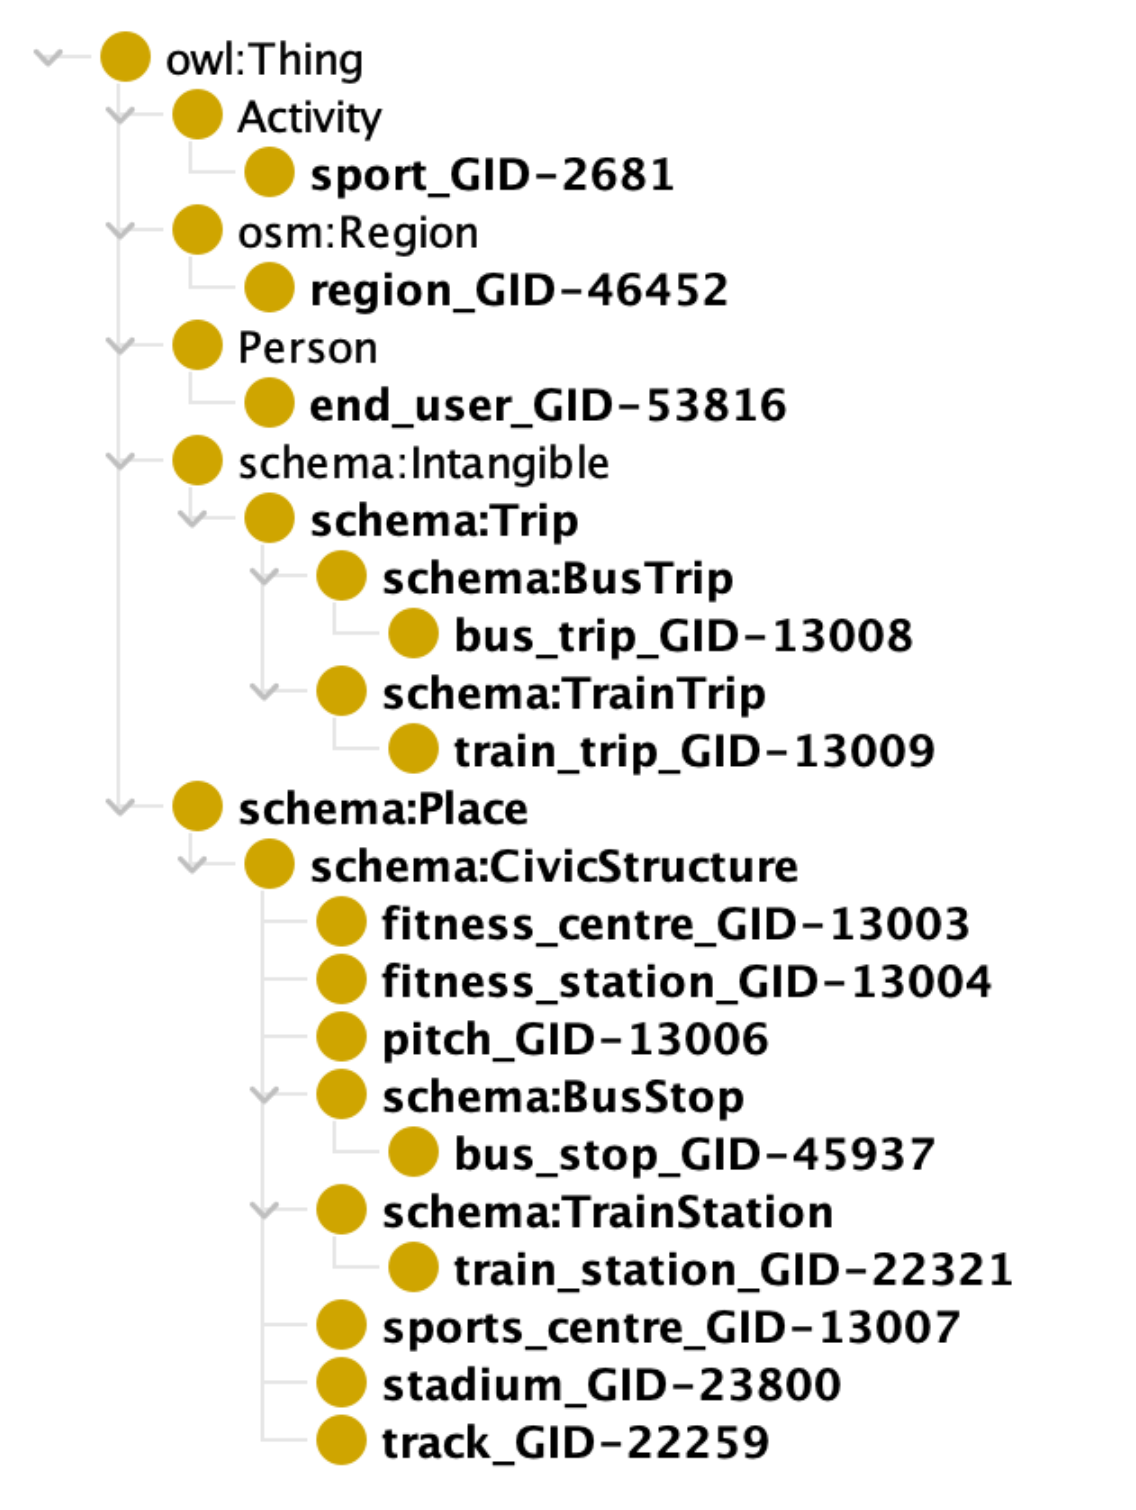 owl:Thing
Activity
sport_GID-2681
osm:Region
region_GID-46452
Person
end_user_GID-53816
schema:Intangible
schema:Trip
schema:BusTrip
bus_trip_GID-13008
schema:TrainTrip
train_trip_GID-13009
schema:Place
schema:CivicStructure
fitness_centre_GID-13003
fitness_station_GID-13004
pitch_GID-13006
schema:BusStop
bus_stop_GID-45937
schema:TrainStation
train_station_GID-22321
sports_centre_GID-13007
stadium_GID-23800
track_GID-22259